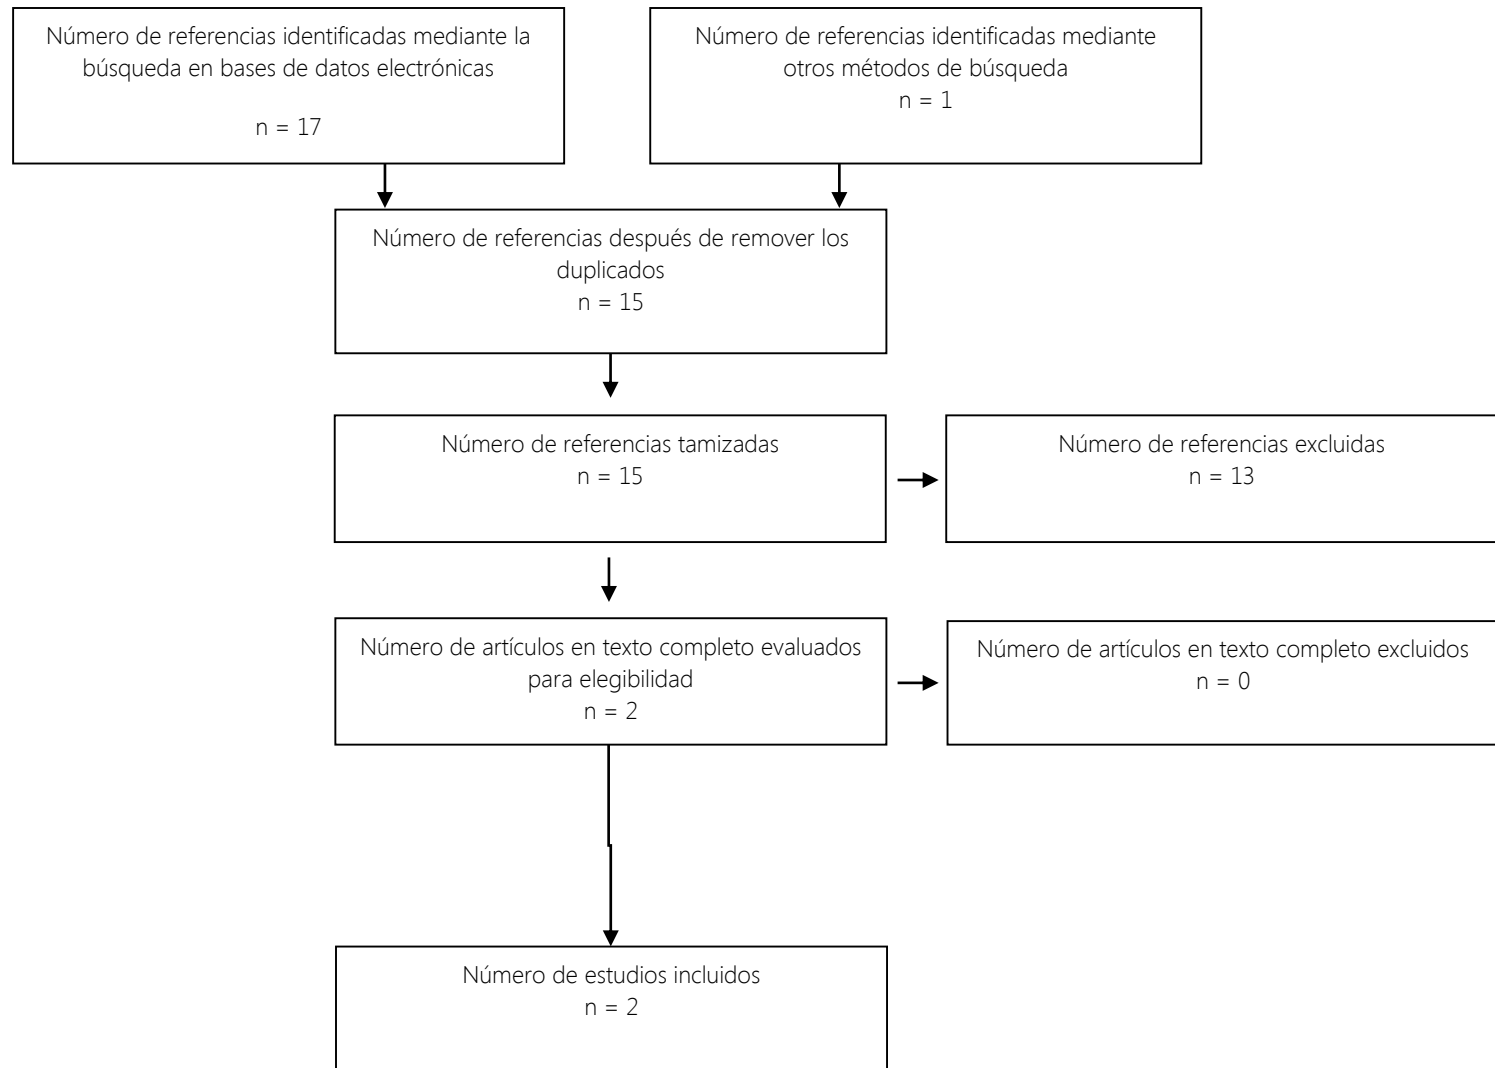 Número de referencias identificadas mediante la
búsqueda en bases de datos electrónicas
n = 17
Número de referencias identificadas mediante
otros métodos de búsqueda
n = 1
Número de referencias después de remover los
duplicados
n = 15
Número de referencias tamizadas
n = 15
Número de referencias excluidas
n = 13
Número de artículos en texto completo evaluados
para elegibilidad
n = 2
Número de artículos en texto completo excluidos
n = 0
Número de estudios incluidos
n = 2